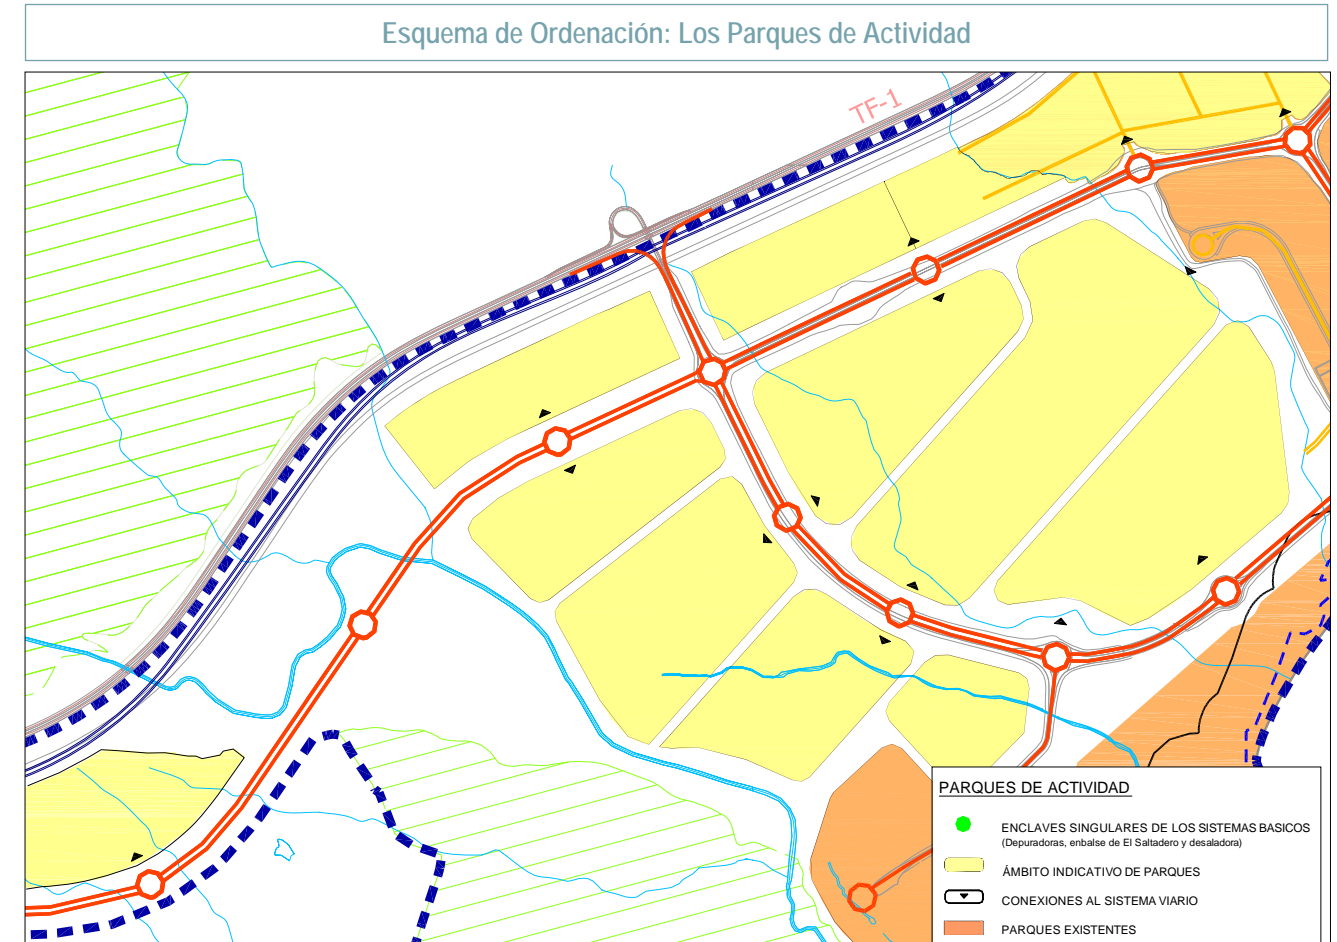 Esquema de Ordenación: Los Parques de Actividad
TF-1
PARQUES DE ACTIVIDAD
ENCLAVES SINGULARES DE LOS SISTEMAS BASICOS
(Depuradoras, enbalse de El Saltadero y desaladora)
ÁMBITO INDICATIVO DE PARQUES
CONEXIONES AL SISTEMA VIARIO
PARQUES EXISTENTES